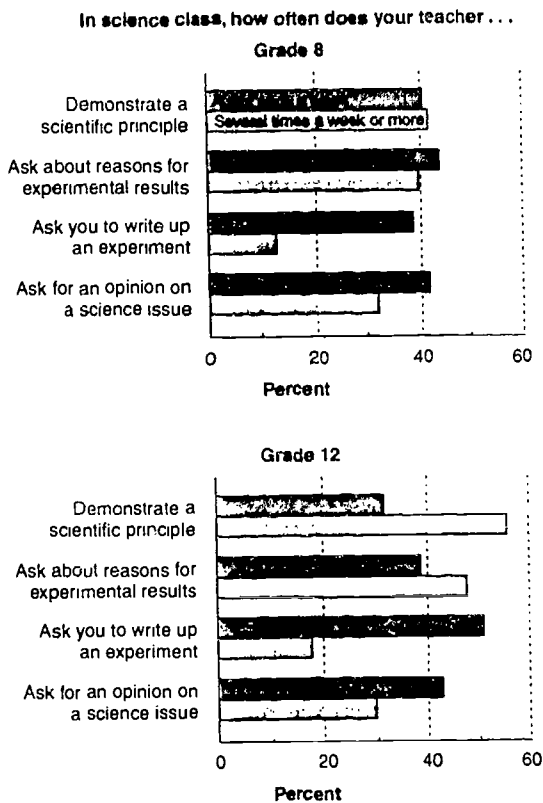 In science class, how often does your teacher . . .
Grade 8
Demonstrate a
scientific principle
Several times a week or more
Ask about reasons for
experimental results
Ask you to write up
an experiment
Ask for an opinion on
a science issue
0 20 40 60
Percent
Grade 12
Demonstrate a
scientific principle
Ask about reasons for
experimental results
Ask you to write up
an experiment
Ask for an opinion on
a science issue
0 20 40 60
Percent